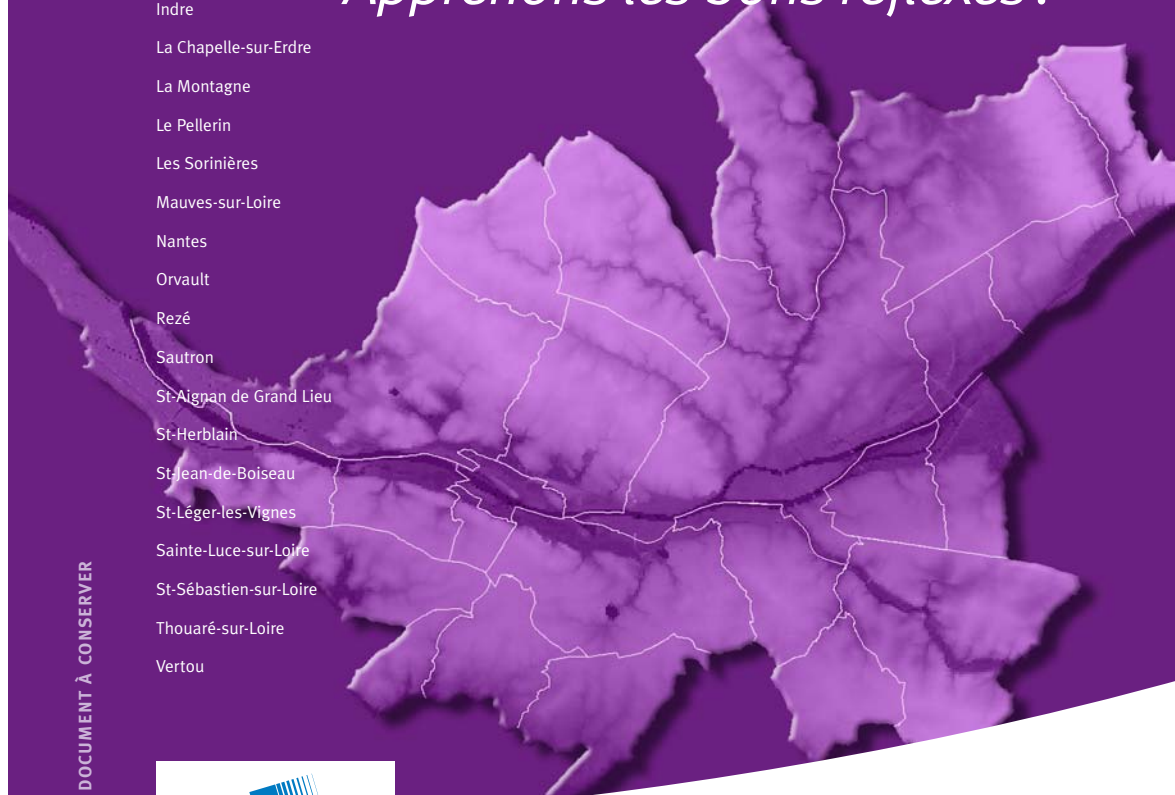 Apprenons les bons réflexes !
Indre
La Chapelle-sur-Erdre
La Montagne
Le Pellerin
Les Sorinières
Mauves-sur-Loire
Nantes
Orvault
Rezé
Sautron
St-Aignan de Grand Lieu
St-Herblain
St-Jean-de-Boiseau
St-Léger-les-Vignes
Sainte-Luce-sur-Loire
St-Sébastien-sur-Loire
Thouaré-sur-Loire
Vertou
DOCUMENT À CONSERVER